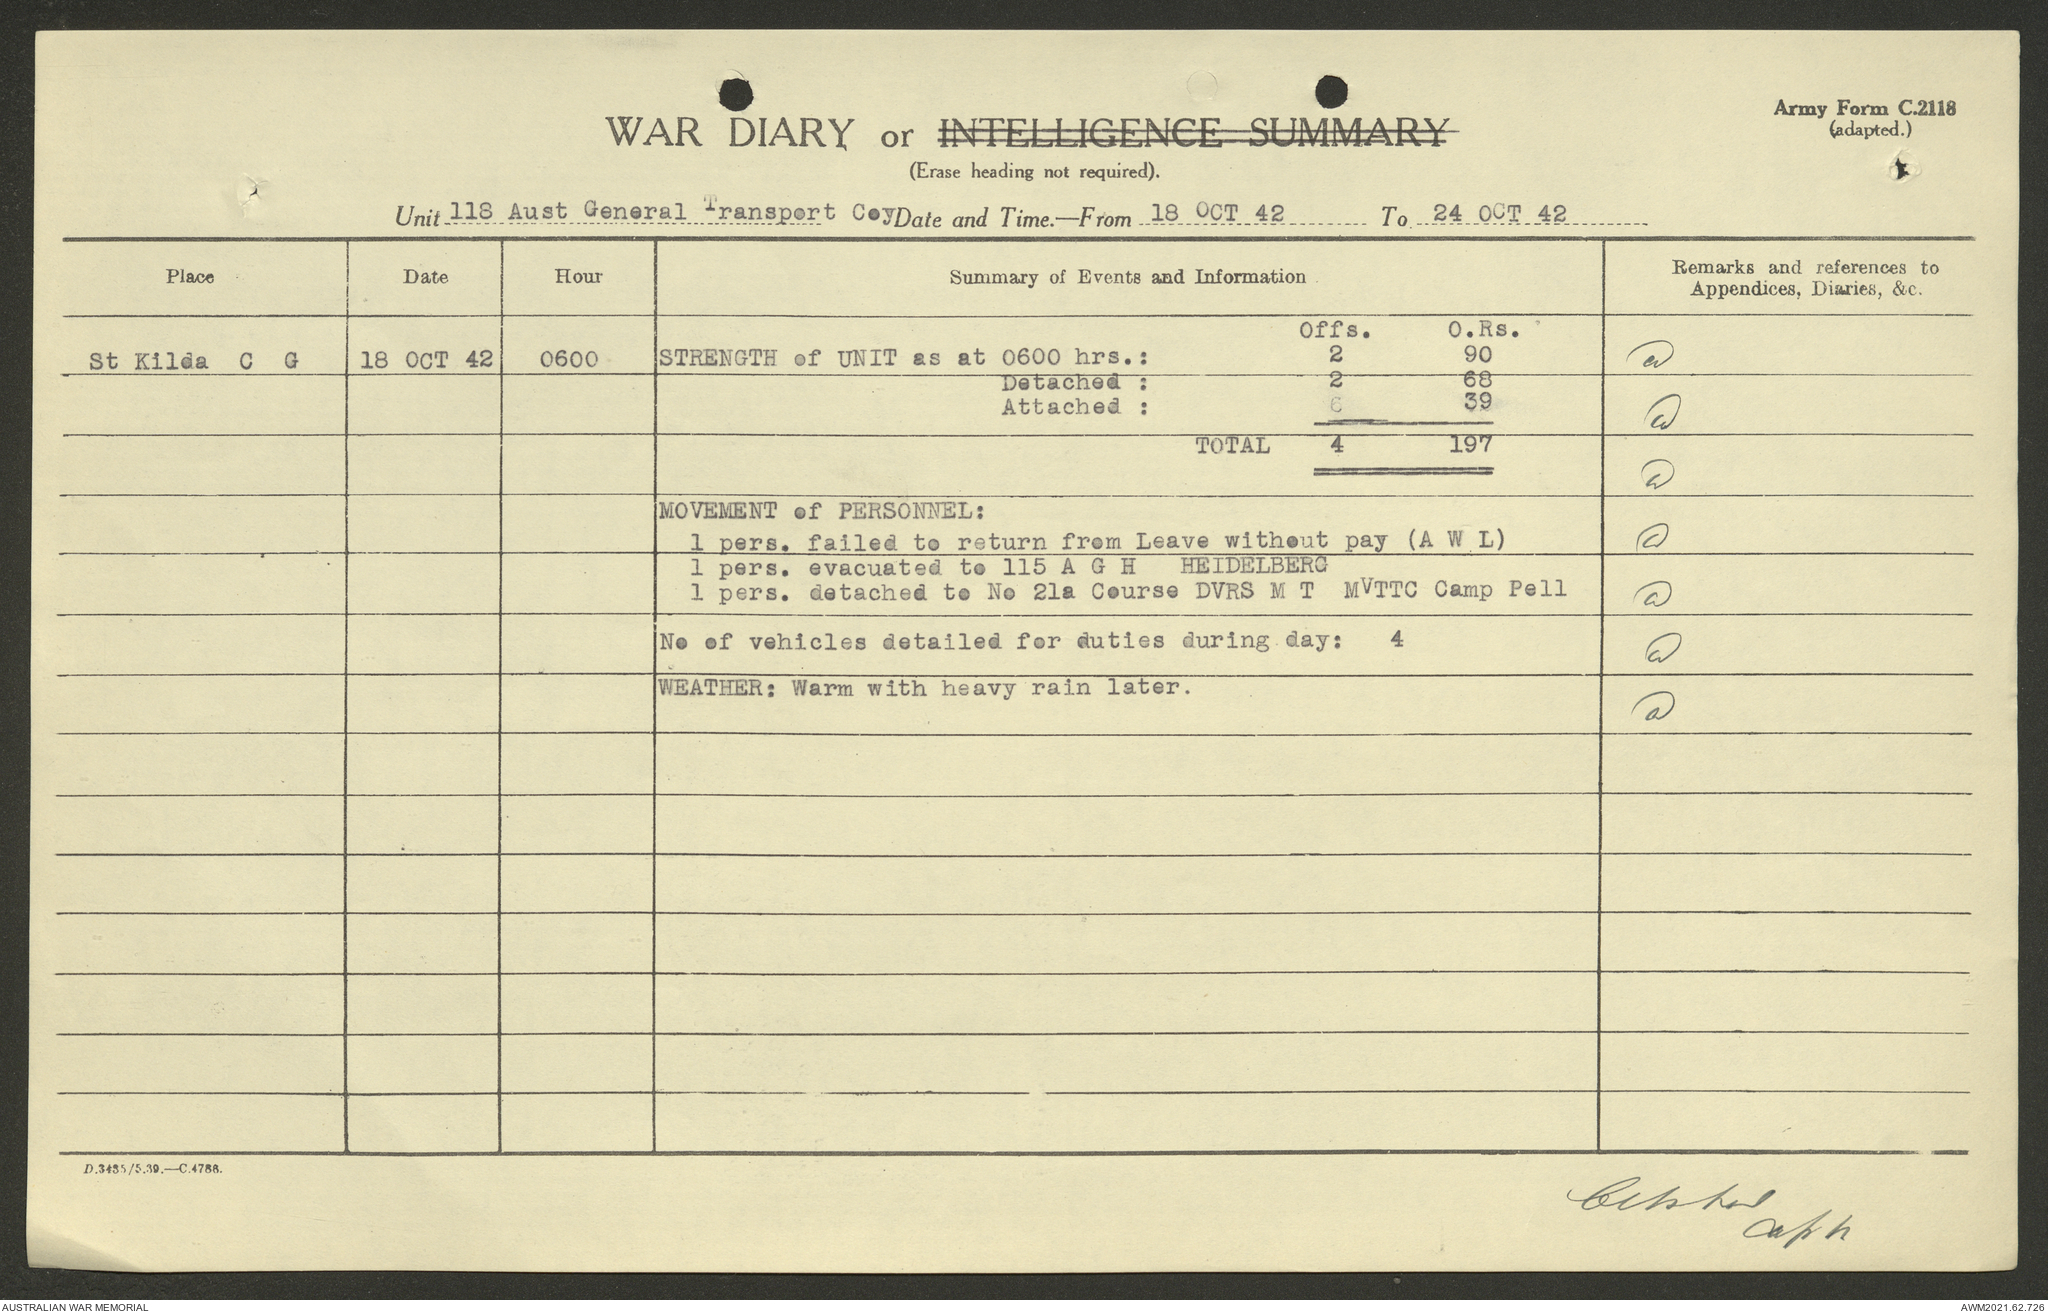 Army Form C.2118
(adapted.)
WAR DIARY or INTELLIGENCE SUMMARY
(Erase heading not required).
Unit 118 Aust General Transport Coy Date and Time.—From 18 OCT 42 To 24 OCT 42
Place Date Hour Summary of Events and Information Remarks and references to
Appendices, Diaries, &c.
Offs. O.Rs.
St Kilda C G 18 OCT 42 0600 STRENGTH of UNIT as at 0600 hrs.: 2 90
Detached : 2 68
Attached : 39
TOTAL 4 197
MOVEMENT of PERSONNEL:
1 pers. failed to return from Leave without pay (A W L)
1 pers. evacuated to 115 A G H HEIDELBERG
1 pers. detached to No 21a Course DVRS M T MVTTC Camp Pell
No of vehicles detailed for duties during day: 4
WEATHER: Warm with heavy rain later.
D.3435/5.39.—C.4788.
AUSTRALIAN WAR MEMORIAL AWM2021.62.726